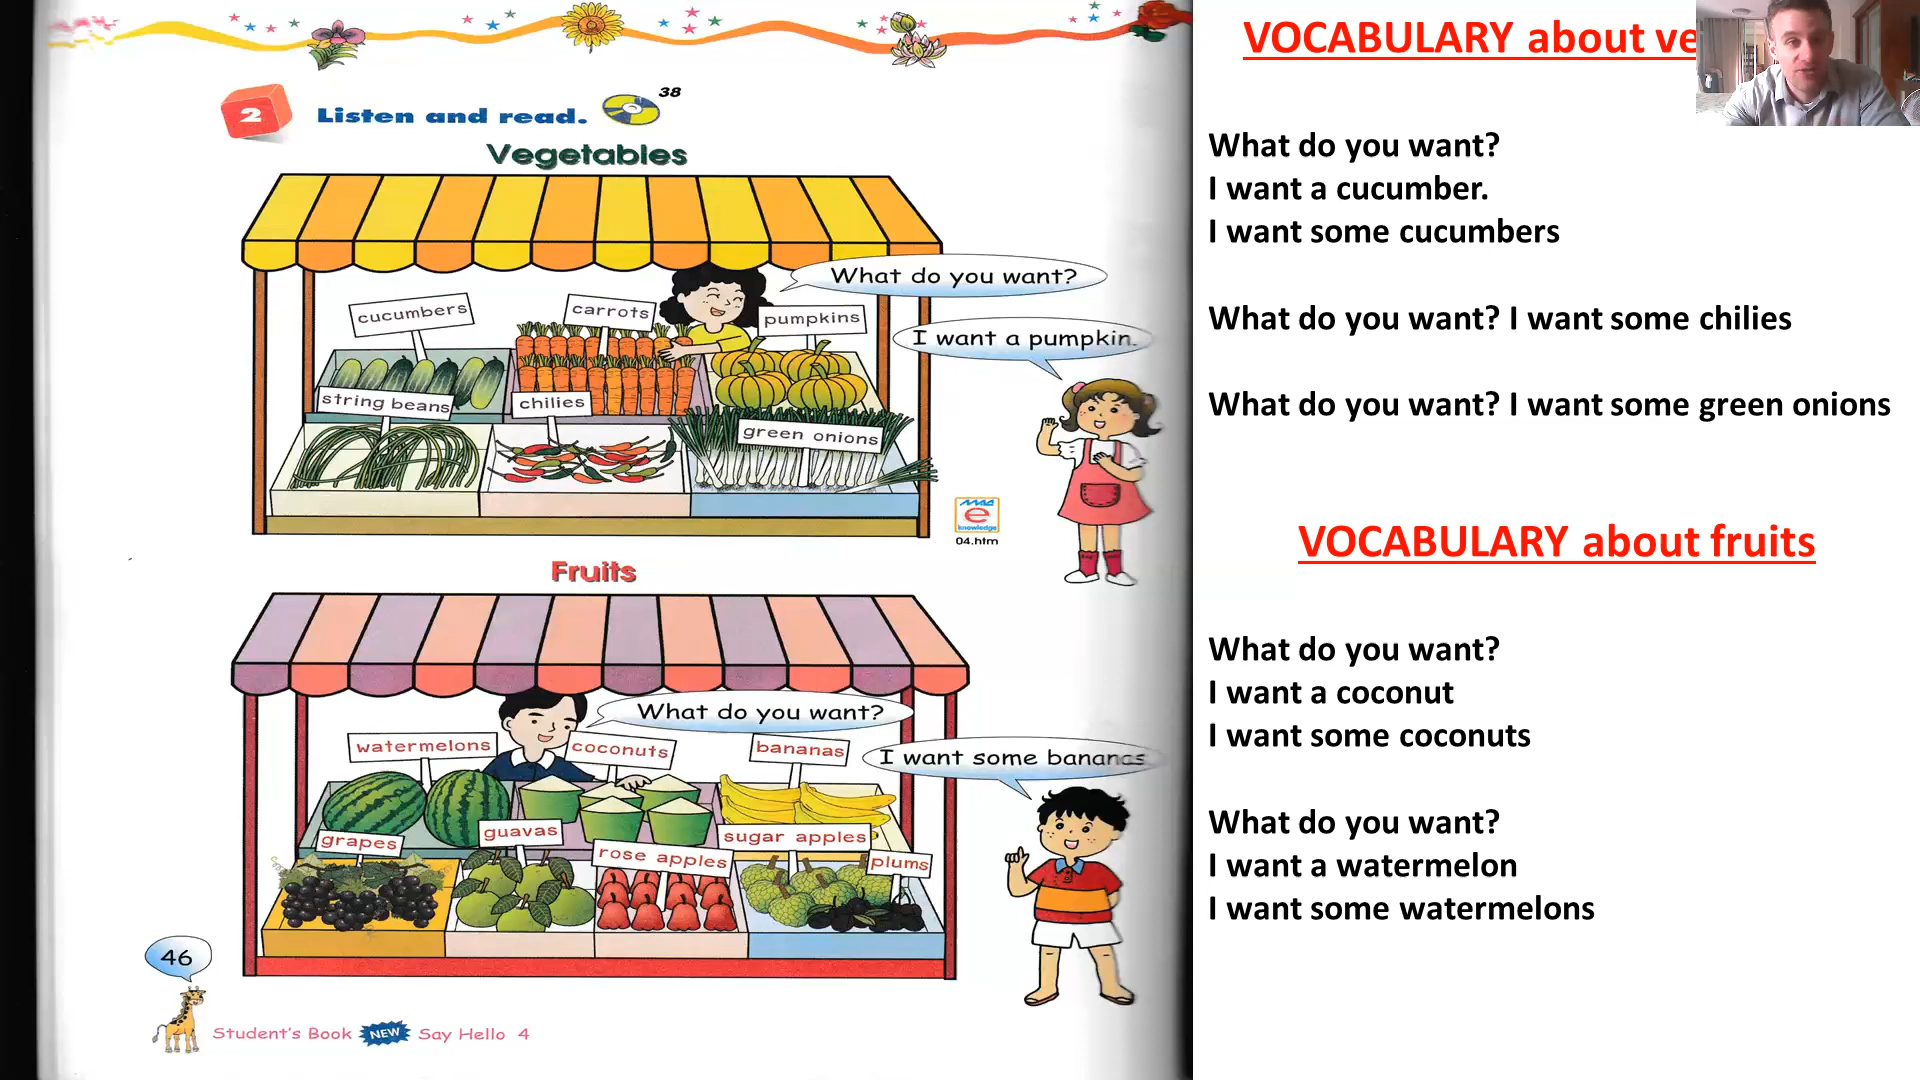 2
Listen and read.
38
Vegetables
What do you want?
I want a pumpkin.
cucumbers
carrots
pumpkins
string beans
chilies
green onions
e
knowledge
04.htm
Fruits
What do you want?
I want some bananas
watermelons
coconuts
bananas
grapes
guavas
rose apples
sugar apples
plums
46
Student's Book NEW Say Hello 4
VOCABULARY about ve
What do you want?
I want a cucumber.
I want some cucumbers
What do you want? I want some chilies
What do you want? I want some green onions
VOCABULARY about fruits
What do you want?
I want a coconut
I want some coconuts
What do you want?
I want a watermelon
I want some watermelons